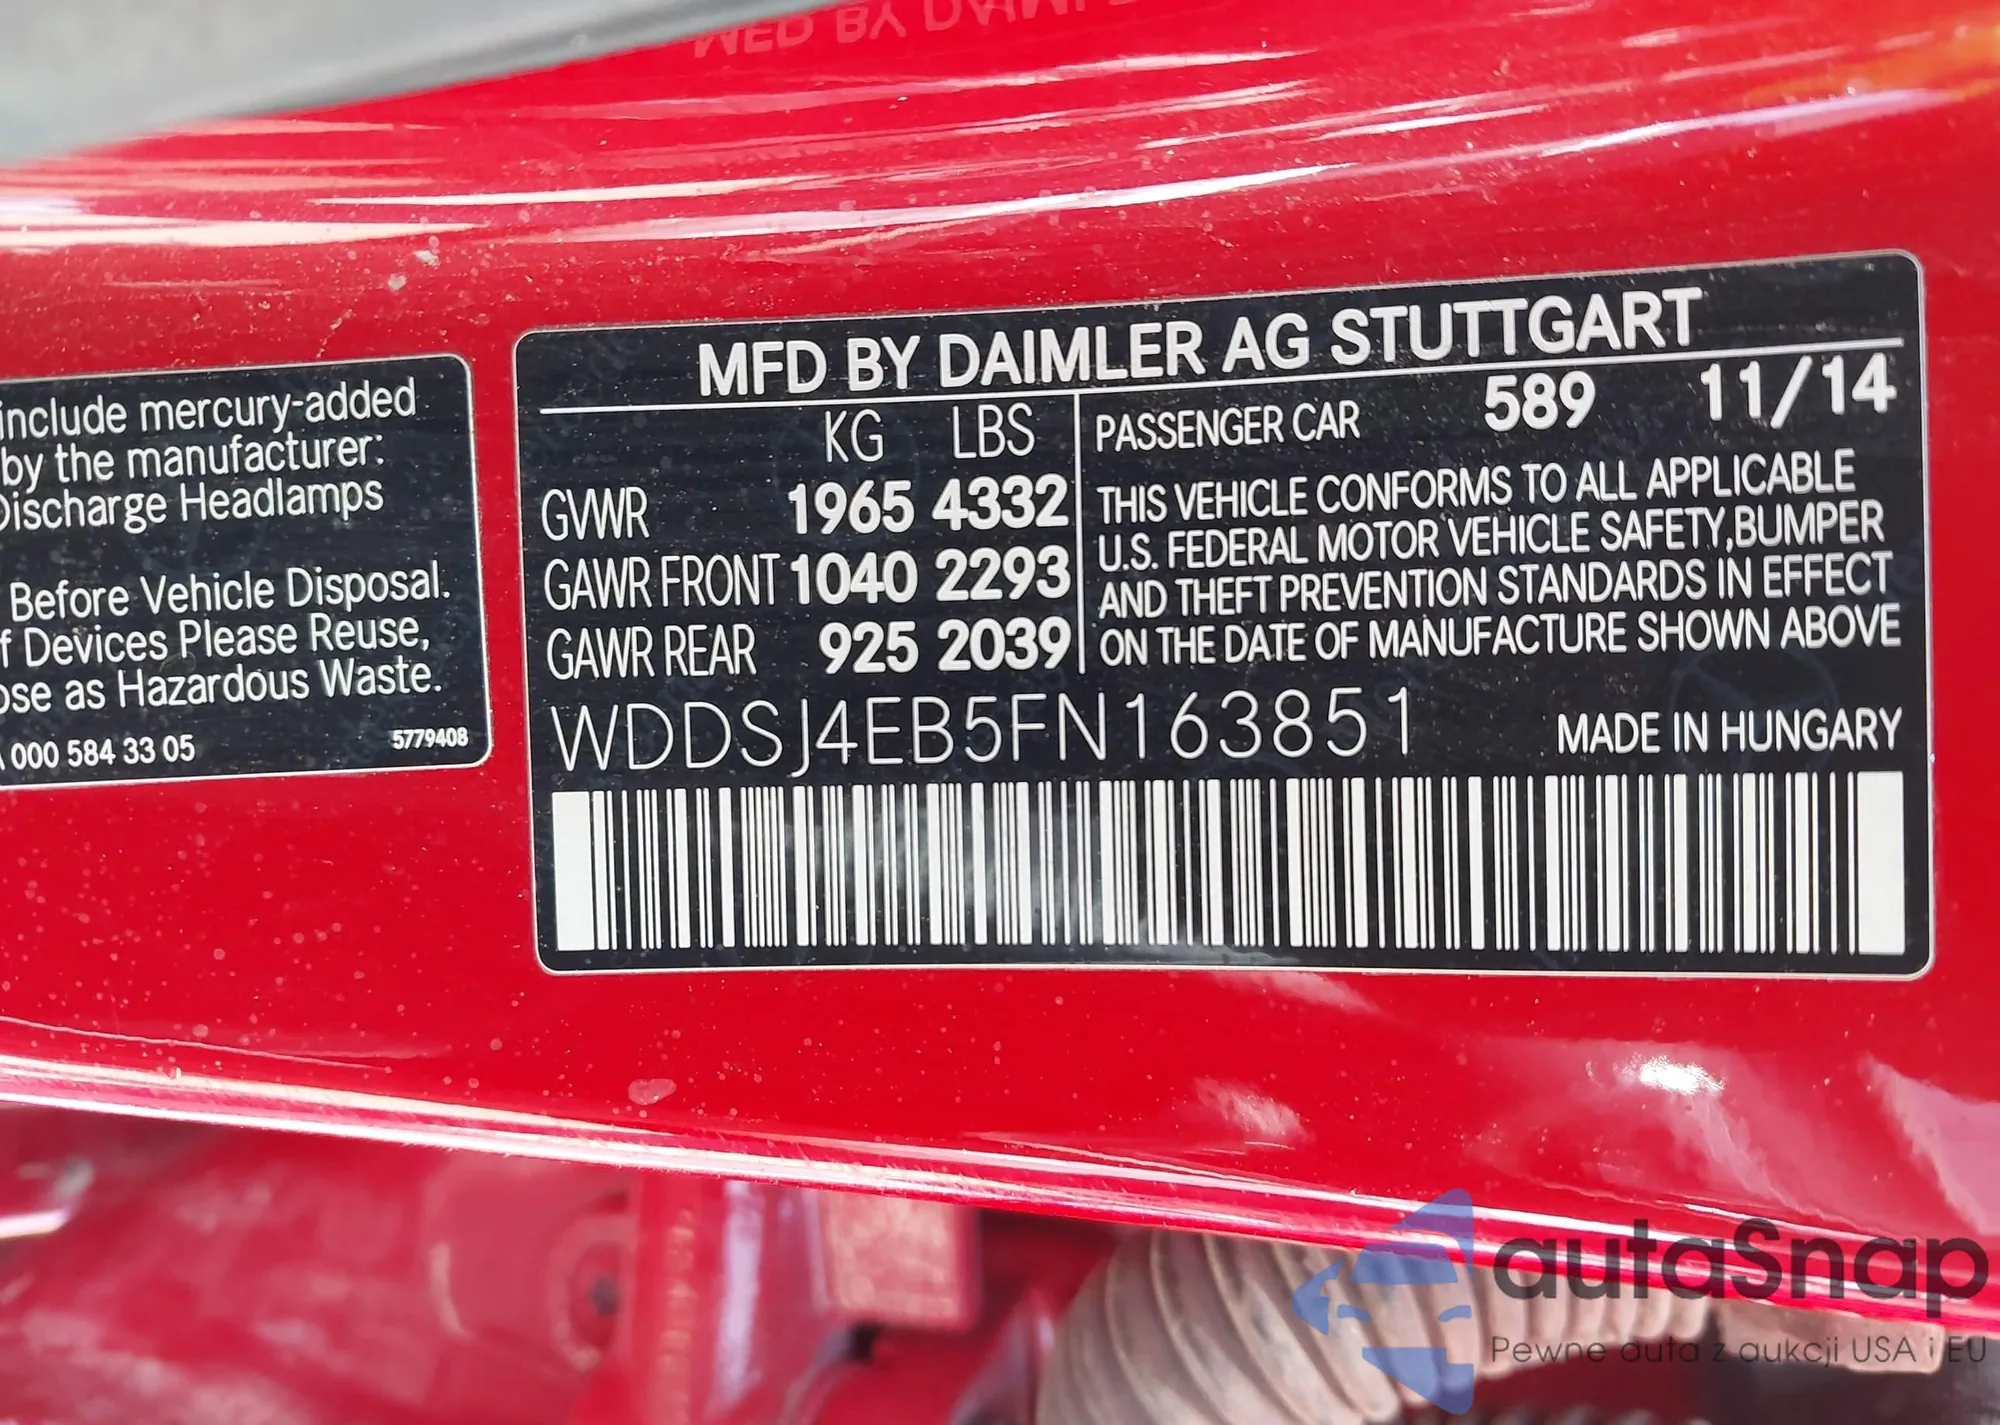 include mercury-added
by the manufacturer:
Discharge Headlamps
Before Vehicle Disposal.
f Devices Please Reuse,
ose as Hazardous Waste.
A 000 584 33 05 5779408
MFD BY DAIMLER AG STUTTGART
KG LBS
GVWR 1965 4332
GAWR FRONT 1040 2293
GAWR REAR 925 2039
PASSENGER CAR 589 11/14
THIS VEHICLE CONFORMS TO ALL APPLICABLE
U.S. FEDERAL MOTOR VEHICLE SAFETY,BUMPER
AND THEFT PREVENTION STANDARDS IN EFFECT
ON THE DATE OF MANUFACTURE SHOWN ABOVE
WDDSJ4EB5FN163851 MADE IN HUNGARY
autaSnap
Pewne auta z aukcji USA i EU